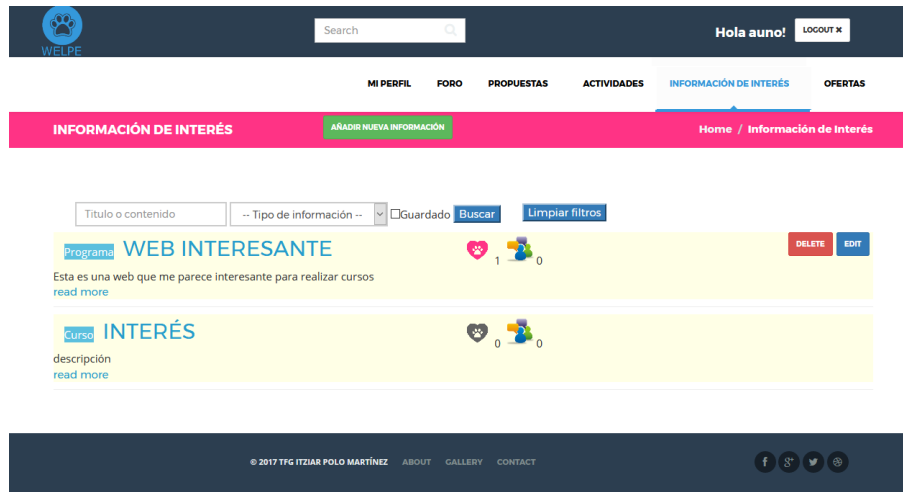 WELPE
Search
Hola auno! LOGOUT ✖
MI PERFIL FORO PROPUESTAS ACTIVIDADES INFORMACIÓN DE INTERÉS OFERTAS
INFORMACIÓN DE INTERÉS AÑADIR NUEVA INFORMACIÓN Home / Información de Interés
Titulo o contenido -- Tipo de información -- Guardado Buscar Limpiar filtros
Programa WEB INTERESANTE 1 0 DELETE EDIT
Esta es una web que me parece interesante para realizar cursos
read more
Curso INTERÉS 0 0
descripción
read more
© 2017 TFG ITZIAR POLO MARTÍNEZ ABOUT GALLERY CONTACT f g+